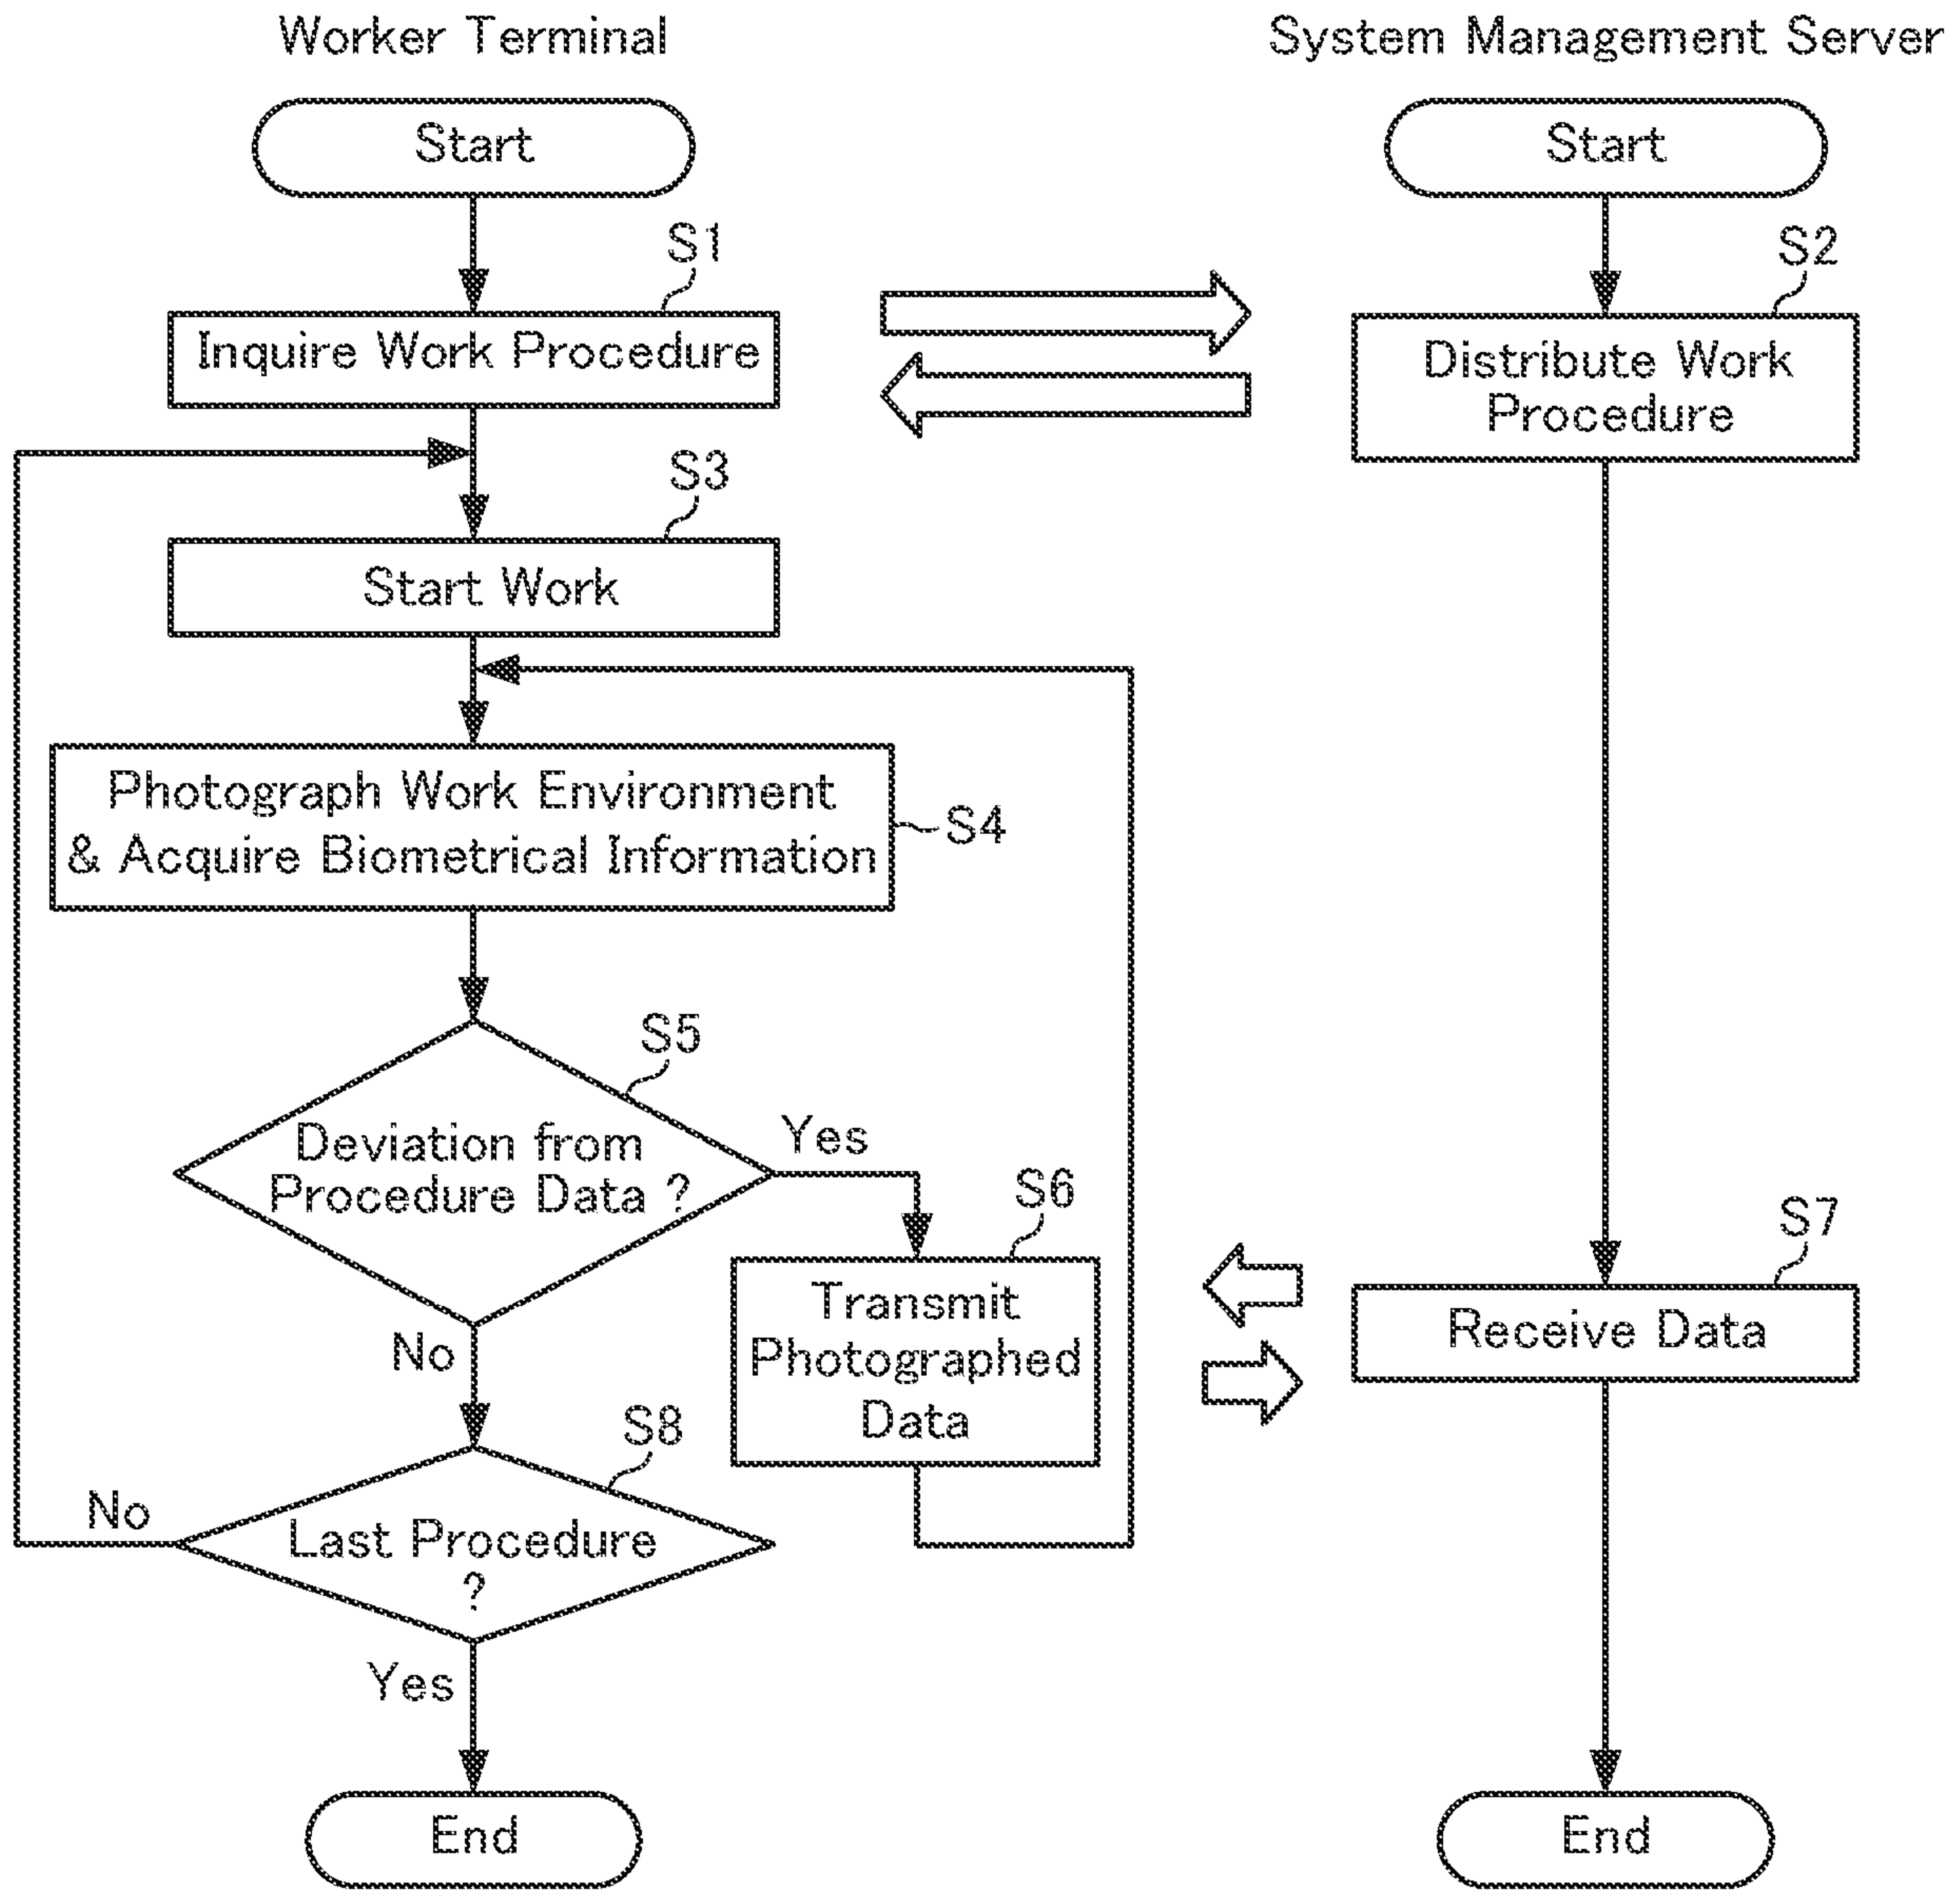 Worker Terminal
System Management Server
Start
Start
S1
S2
Inquire Work Procedure
Distribute Work
Procedure
S3
Start Work
Photograph Work Environment
& Acquire Biometrical Information
S4
S5
Deviation from
Procedure Data ?
Yes
No
S6
Transmit
Photographed
Data
S7
Receive Data
S8
Last Procedure
?
No
Yes
End
End